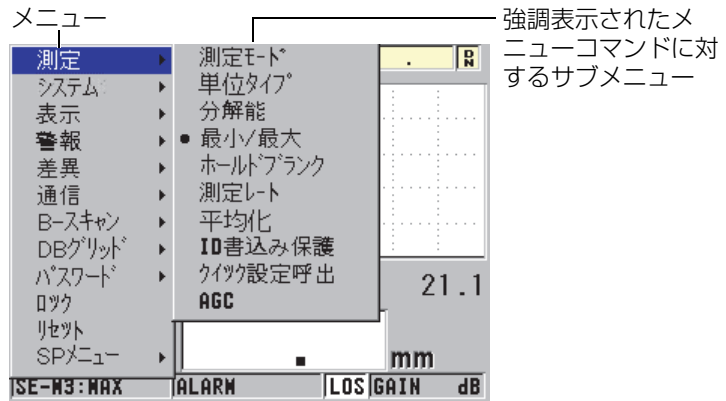 メニュー
強調表示されたメ
ニューコマンドに対
するサブメニュー
測定
システム
表示
警報
差異
通信
B-スキャン
DBグリッド
パスワード
ロック
リセット
SPメニュー
測定モード
単位タイプ
分解能
最小/最大
ホールドブランク
測定レート
平均化
ID書込み保護
クイック設定呼出
AGC
DN
21.1
mm
SE-M3:MAX ALARM LOS GAIN dB